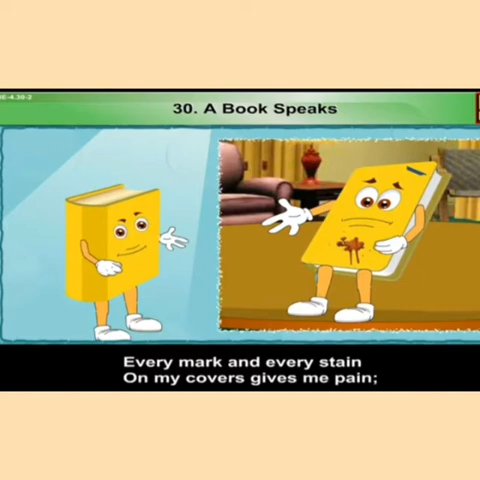 30. A Book Speaks
Every mark and every stain
On my covers gives me pain;